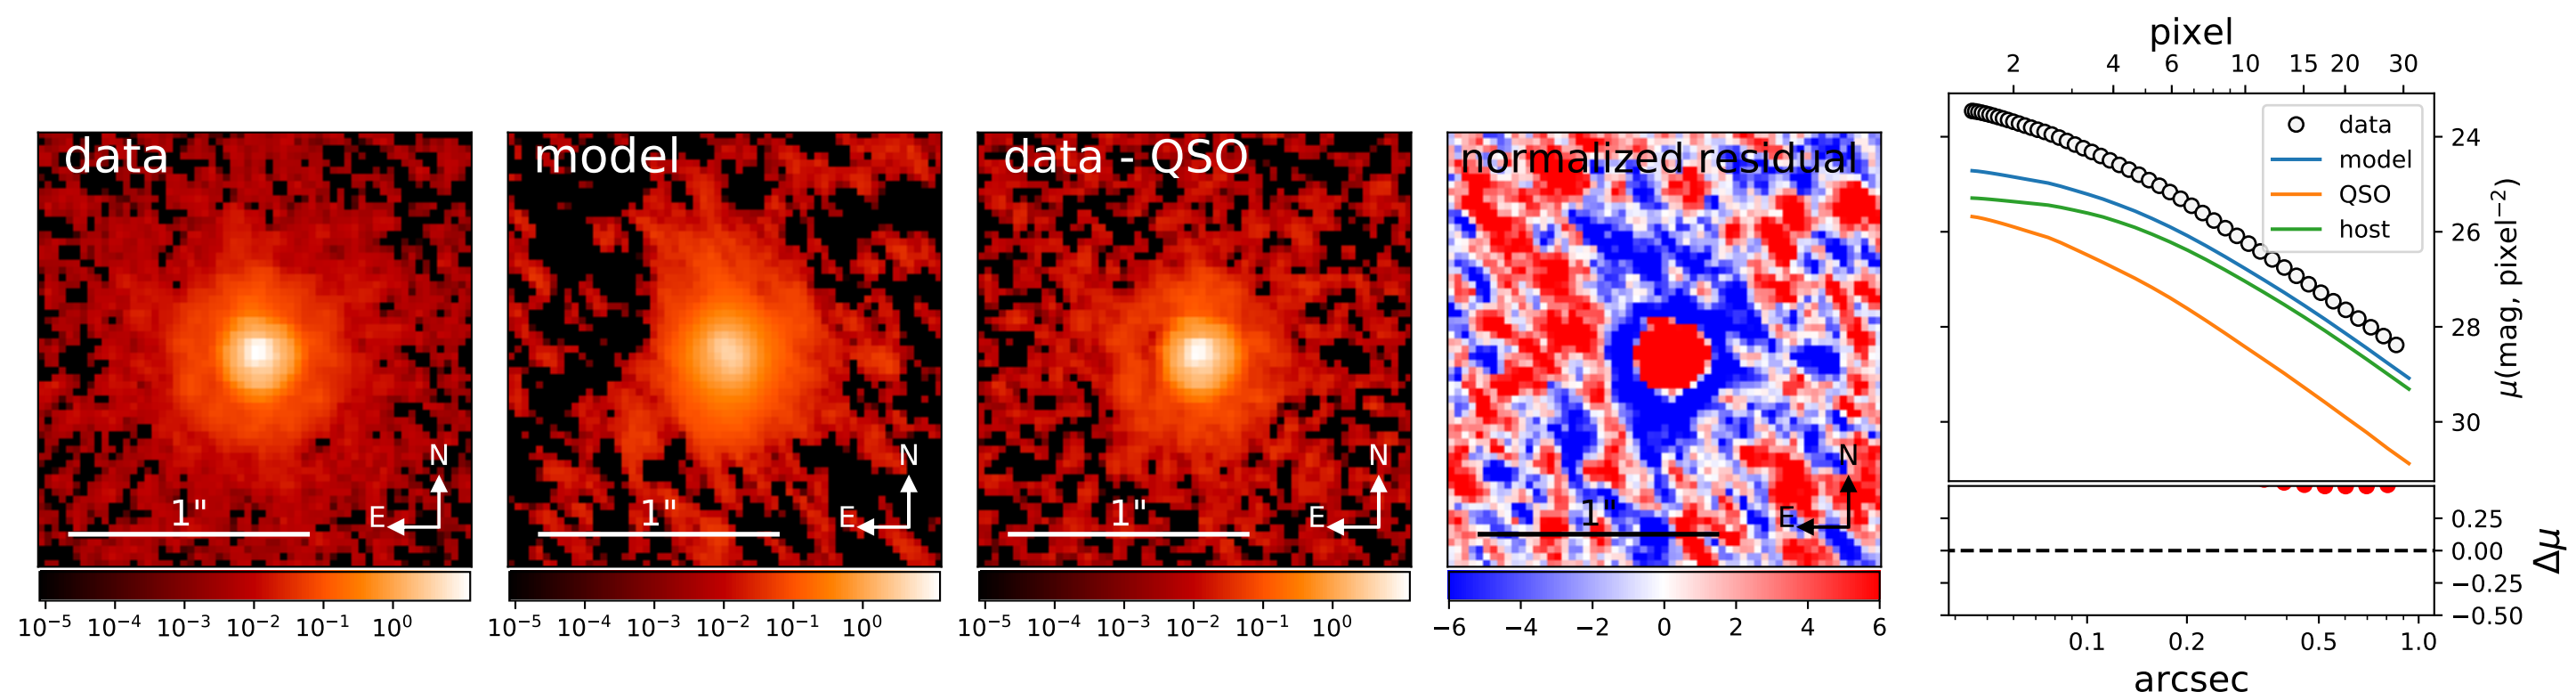 data
N
E
1"
10⁻⁵ 10⁻⁴ 10⁻³ 10⁻² 10⁻¹ 10⁰
model
N
E
1"
10⁻⁵ 10⁻⁴ 10⁻³ 10⁻² 10⁻¹ 10⁰
data - QSO
N
E
1"
10⁻⁵ 10⁻⁴ 10⁻³ 10⁻² 10⁻¹ 10⁰
normalized residual
N
E
1"
−6 −4 −2 0 2 4 6
pixel
2 4 6 10 15 20 30
data
model
QSO
host
24
26
28
30
μ(mag, pixel⁻²)
0.25
0.00
−0.25
−0.50
Δμ
0.1 0.2 0.5 1.0
arcsec